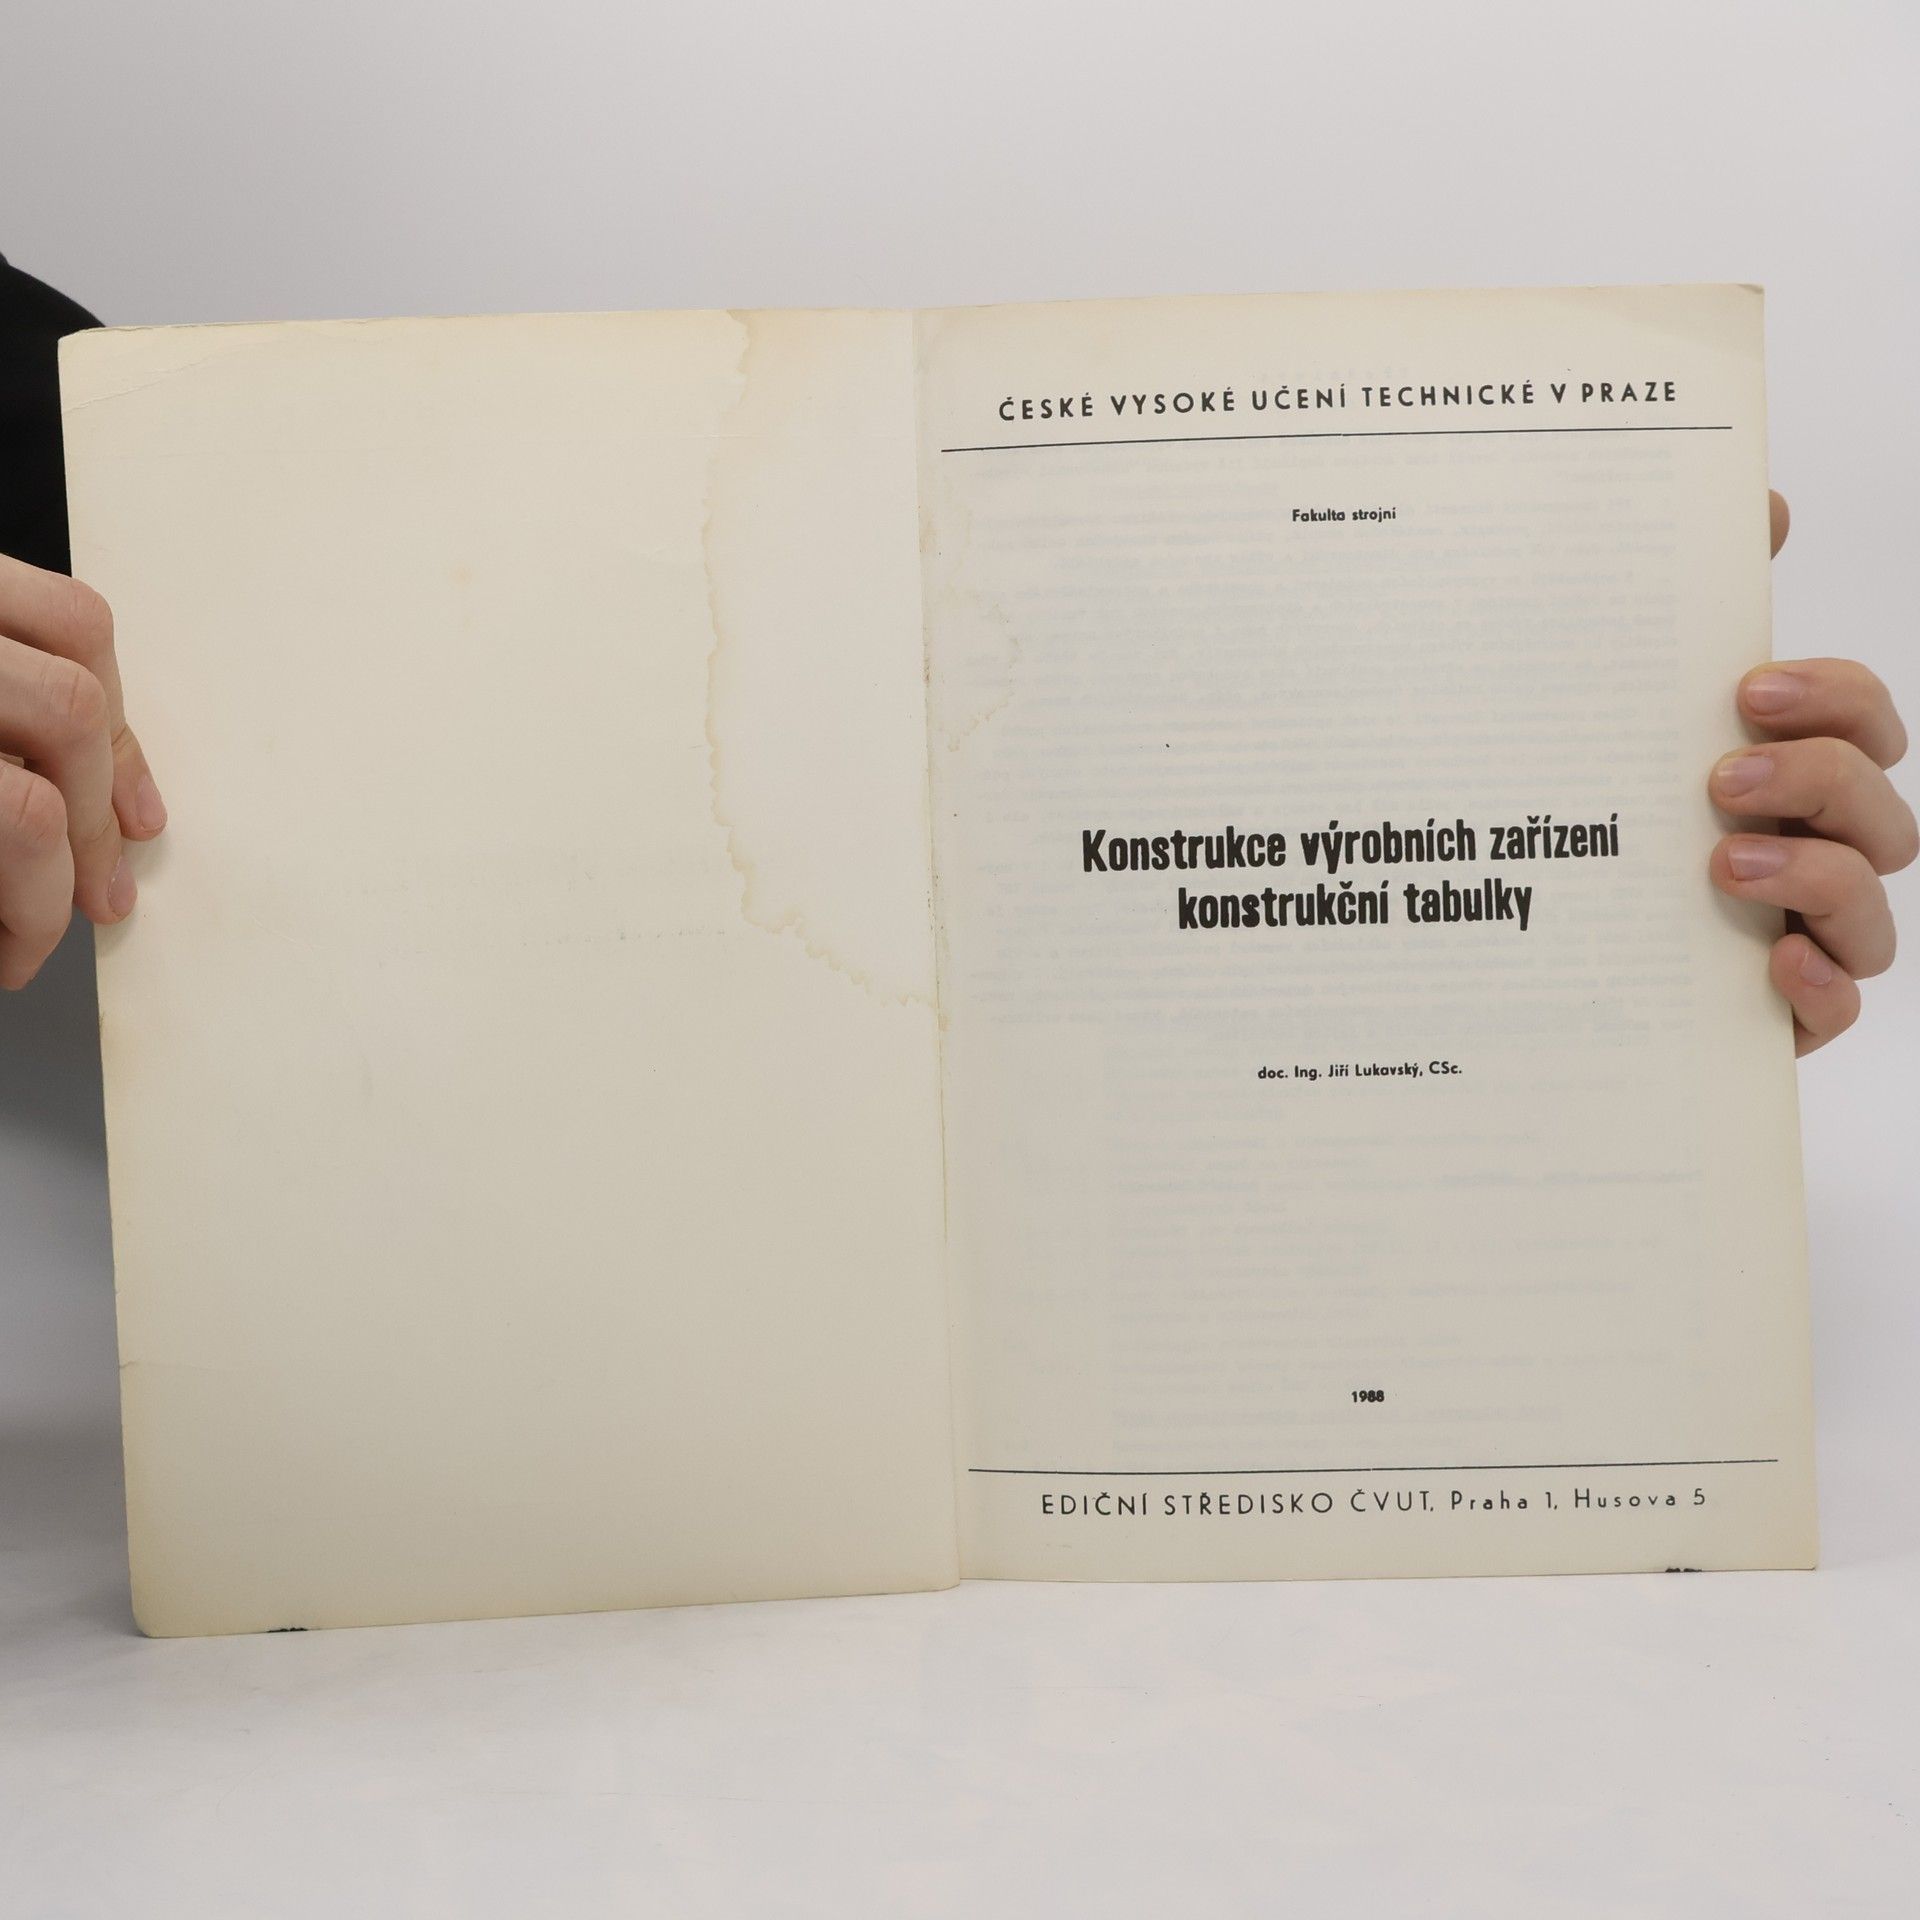 ČESKÉ VYSOKÉ UČENÍ TECHNICKÉ V PRAZE
Fakulta strojní
Konstrukce výrobních zařízení
konstrukční tabulky
doc. Ing. Jiří Lukavský, CSc.
1988
EDIČNÍ STŘEDISKO ČVUT, Praha 1, Husova 5